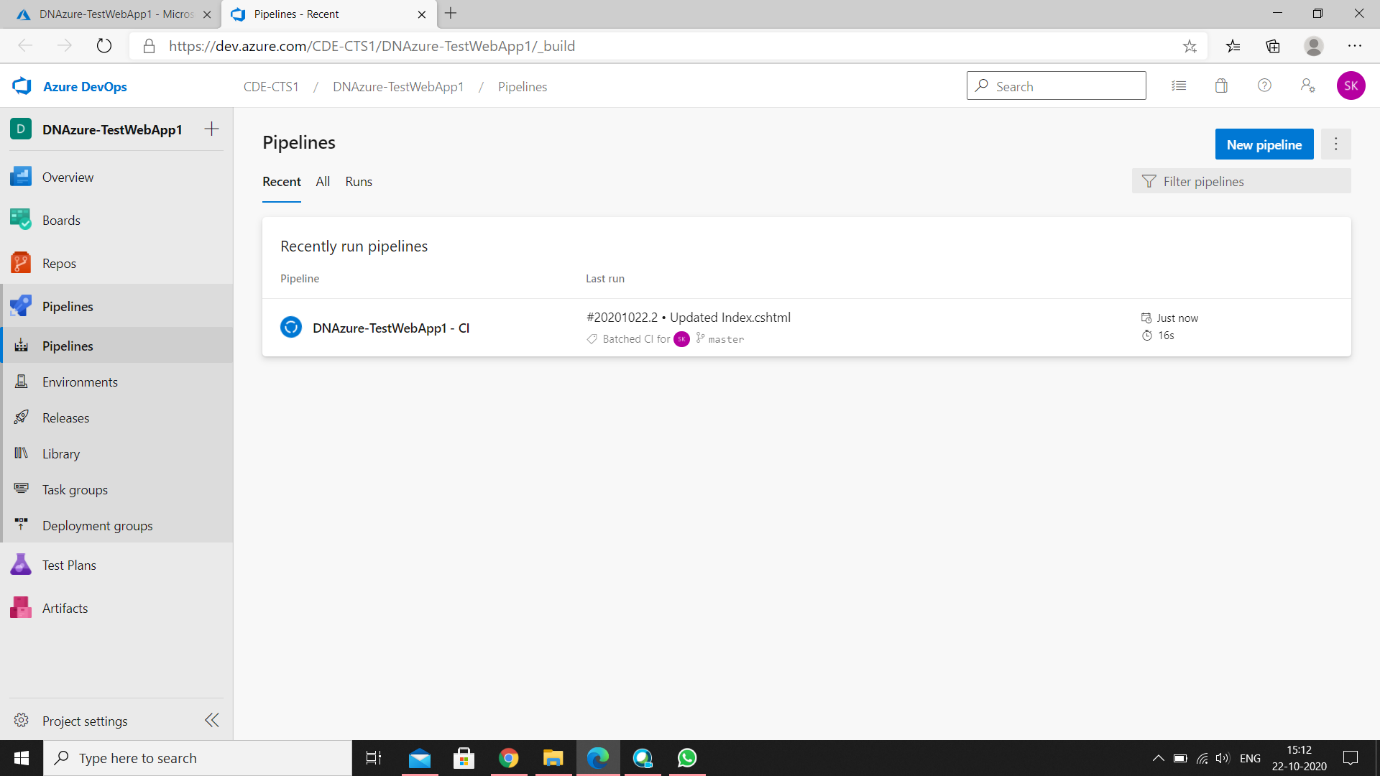 DNAzure-TestWebApp1 - Micros
Pipelines - Recent
https://dev.azure.com/CDE-CTS1/DNAzure-TestWebApp1/_build
Azure DevOps
CDE-CTS1 / DNAzure-TestWebApp1 / Pipelines
Search
SK
D
DNAzure-TestWebApp1
Overview
Boards
Repos
Pipelines
Pipelines
Environments
Releases
Library
Task groups
Deployment groups
Test Plans
Artifacts
Project settings
Pipelines
New pipeline
Recent All Runs
Filter pipelines
Recently run pipelines
Pipeline Last run
DNAzure-TestWebApp1 - CI
#20201022.2 • Updated Index.cshtml
Batched CI for SK master
Just now
16s
Type here to search
ENG
15:12
22-10-2020